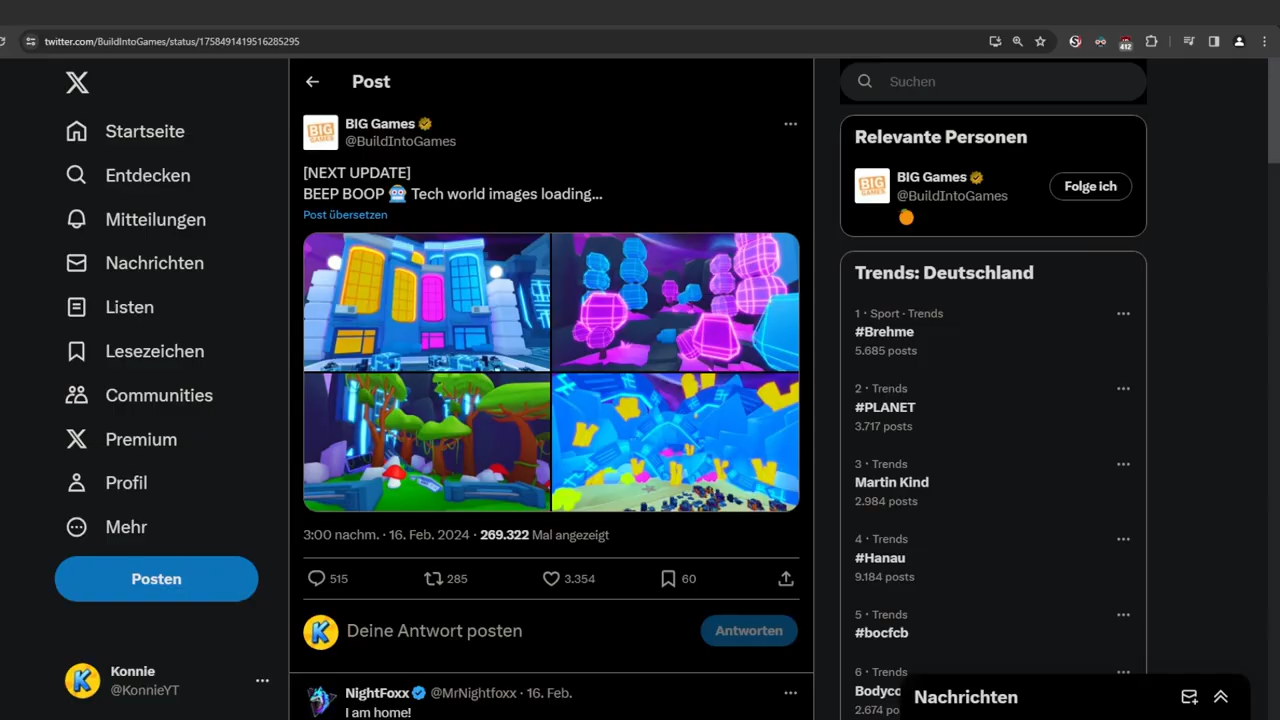 twitter.com/BuildIntoGames/status/1758491419516285295
412
Startseite
Entdecken
Mitteilungen
Nachrichten
Listen
Lesezeichen
Communities
Premium
Profil
Mehr
Posten
Konnie
@KonnieYT
Post
BIG GAMES
BIG Games
@BuildIntoGames
[NEXT UPDATE]
BEEP BOOP 🤖 Tech world images loading...
Post übersetzen
3:00 nachm. · 16. Feb. 2024 · 269.322 Mal angezeigt
515
285
3.354
60
K
Deine Antwort posten
Antworten
NightFoxx @MrNightfoxx · 16. Feb.
I am home!
Suchen
Relevante Personen
BIG GAMES
BIG Games
@BuildIntoGames
🍊
Folge ich
Trends: Deutschland
1 · Sport · Trends
#Brehme
5.685 posts
2 · Trends
#PLANET
3.717 posts
3 · Trends
Martin Kind
2.984 posts
4 · Trends
#Hanau
9.184 posts
5 · Trends
#bocfcb
6 · Trends
Bodyco
2.674 po
Nachrichten